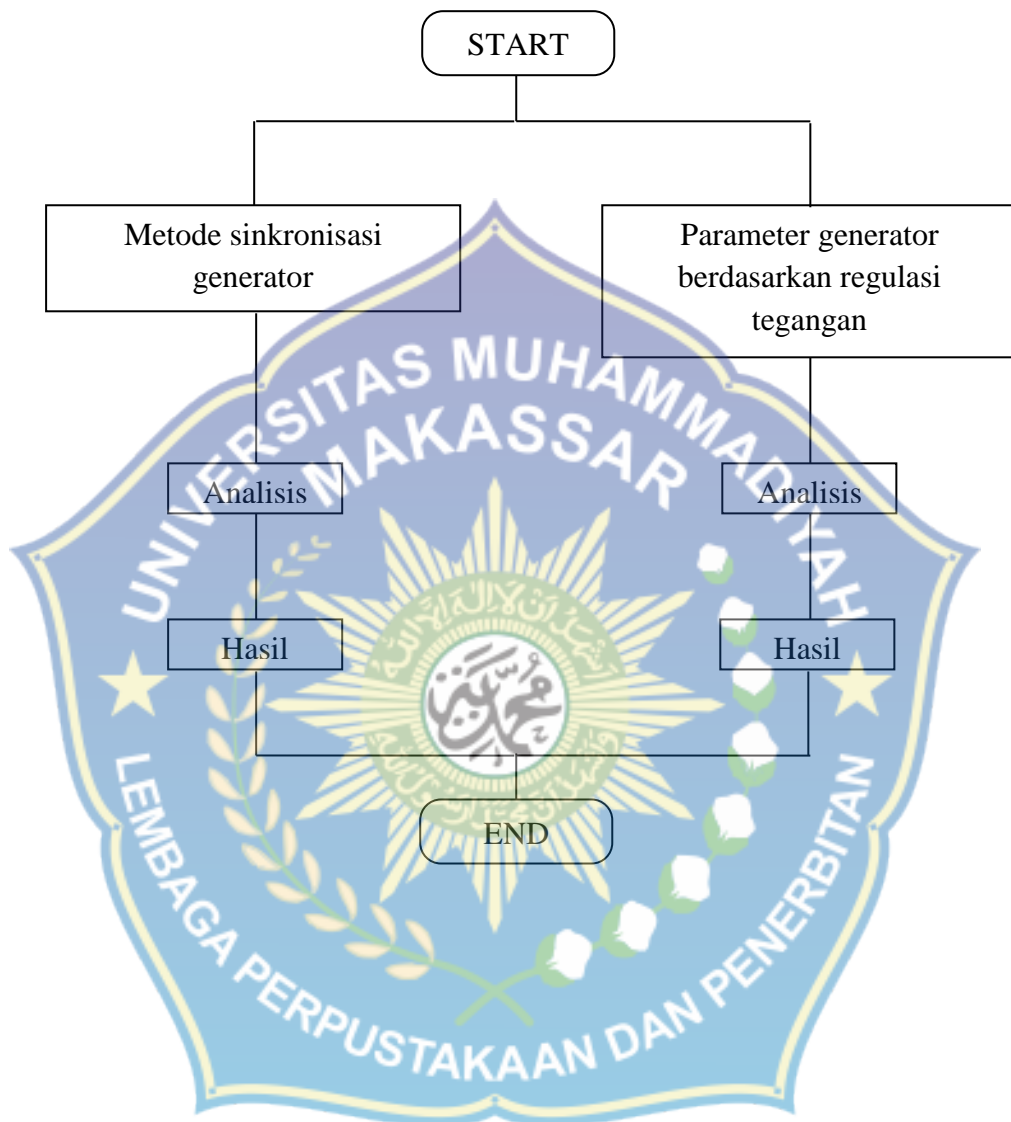 START
Metode sinkronisasi
generator
Parameter generator
berdasarkan regulasi
tegangan
UNIVERSITAS MUHAMMADIYAH
MAKASSAR
Analisis
Analisis
Hasil
Hasil
END
LEMBAGA PERPUSTAKAAN DAN PENERBITAN